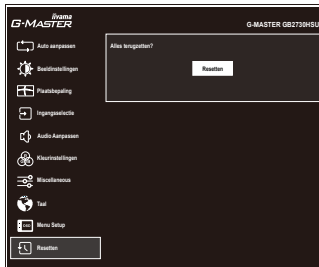 iiyama
G-MASTER
G-MASTER GB2730HSU
Auto aanpassen
Alles terugzetten?
Beeldinstellingen
Resetten
Plaatsbepaling
Ingangsselectie
Audio Aanpassen
Kleurinstellingen
Miscellaneous
Taal
OSD
Menu Setup
Resetten